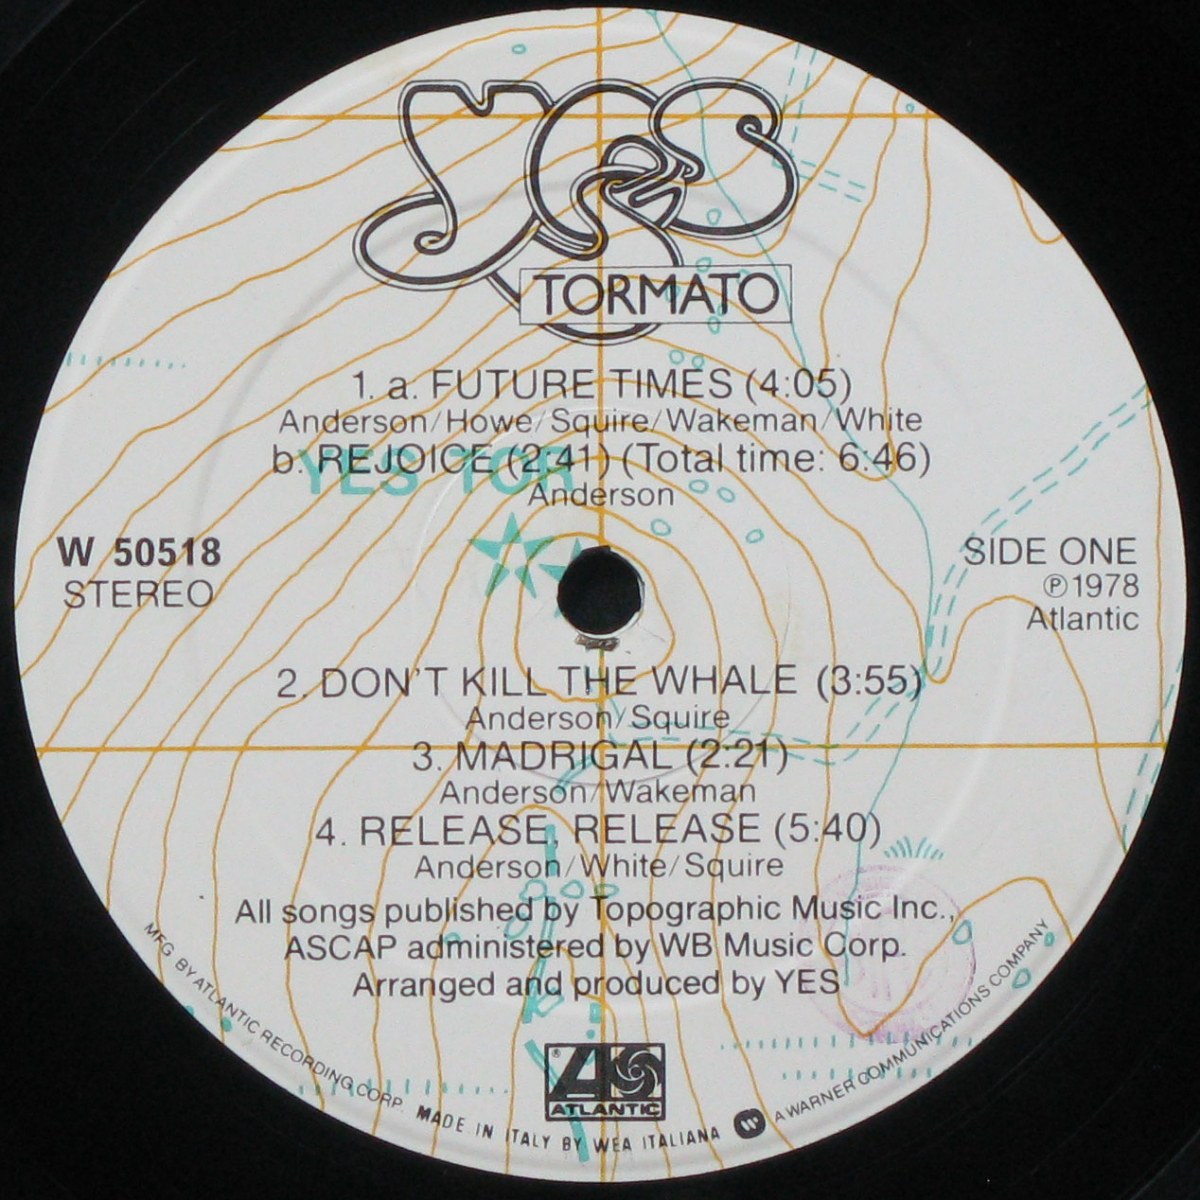 YES
TORMATO
1. a. FUTURE TIMES (4:05)
Anderson/Howe/Squire/Wakeman/White
b. REJOICE (2:41) (Total time: 6:46)
YES TOR
Anderson
W 50518
STEREO
SIDE ONE
℗1978
Atlantic
2. DON'T KILL THE WHALE (3:55)
Anderson/Squire
3. MADRIGAL (2:21)
Anderson/Wakeman
4. RELEASE, RELEASE (5:40)
Anderson/White/Squire
All songs published by Topographic Music Inc.,
ASCAP administered by WB Music Corp.
Arranged and produced by YES
® ATLANTIC
MFG BY ATLANTIC RECORDING CORP. MADE IN ITALY BY WEA ITALIANA A WARNER COMMUNICATIONS COMPANY